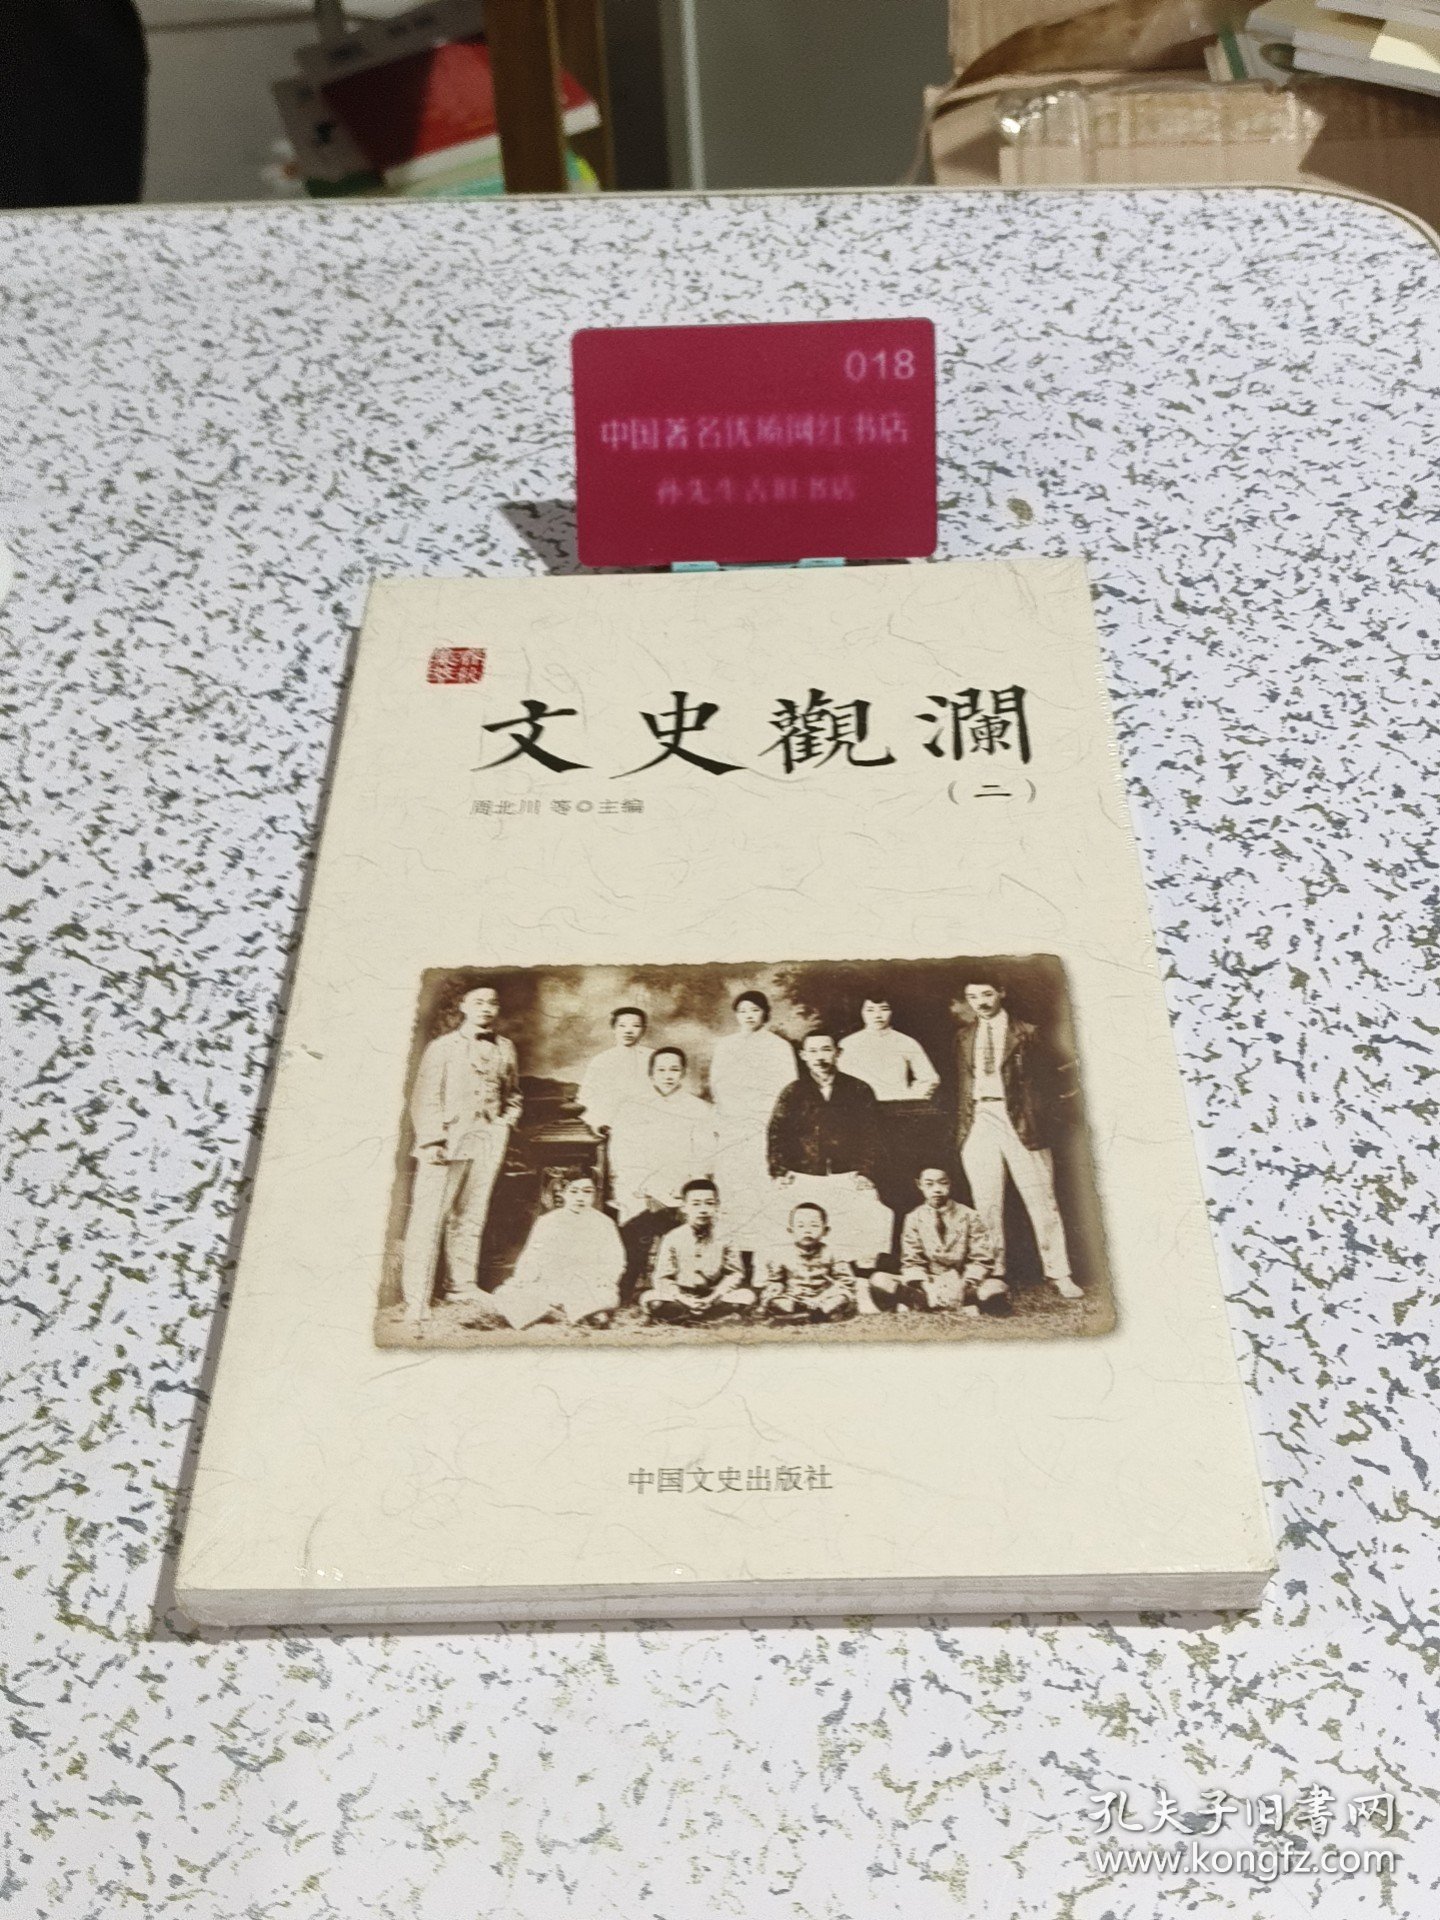 018
中国著名优质网红书店
孙先生古旧书店
文史觀瀾
（二）
周北川 等◎主编
中国文史出版社
孔夫子旧書网
www.kongfz.com